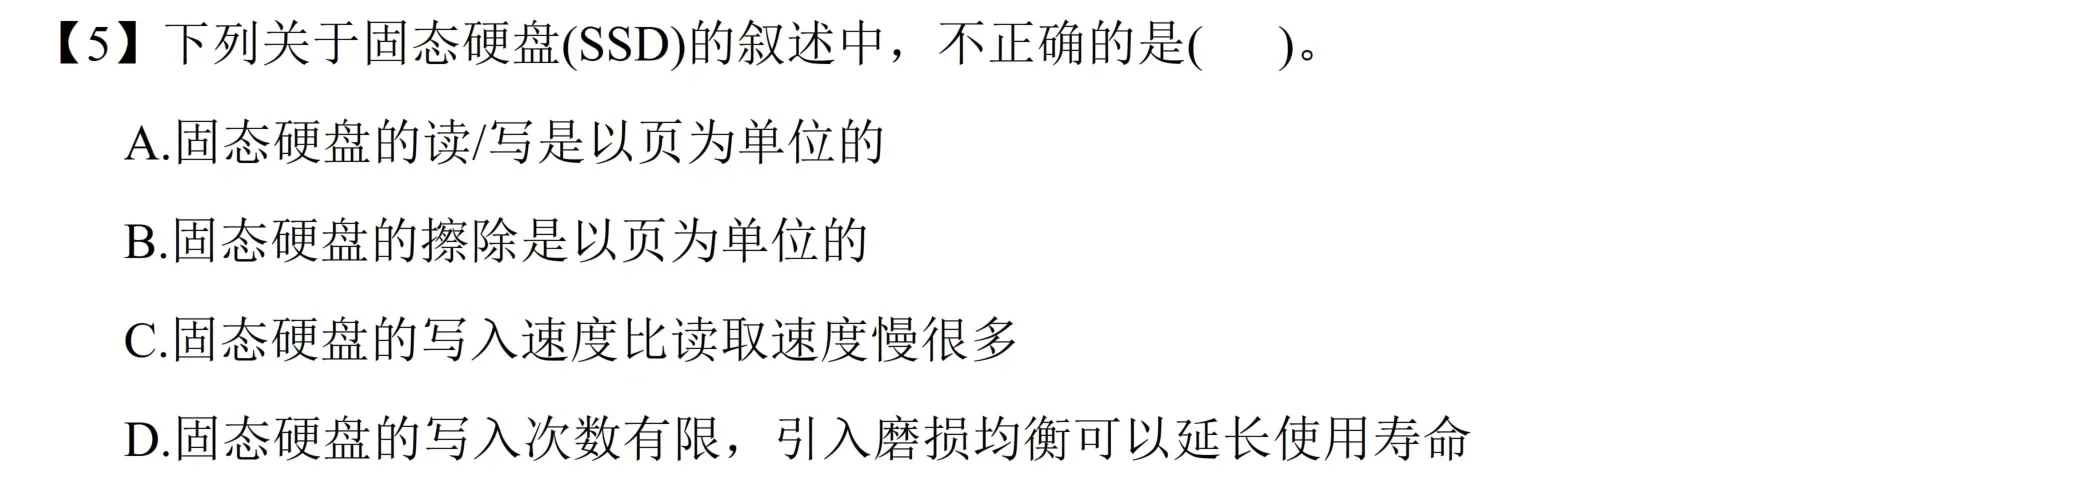 【5】下列关于固态硬盘(SSD)的叙述中，不正确的是(    )。
A.固态硬盘的读/写是以页为单位的
B.固态硬盘的擦除是以页为单位的
C.固态硬盘的写入速度比读取速度慢很多
D.固态硬盘的写入次数有限，引入磨损均衡可以延长使用寿命